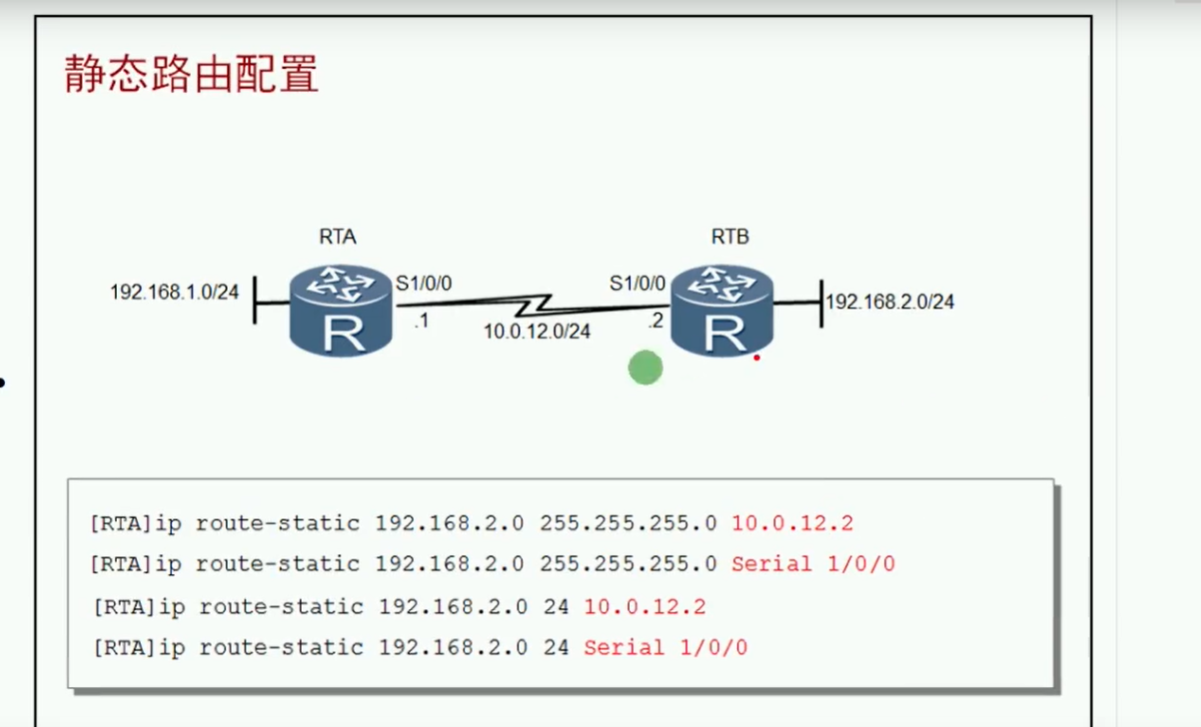 静态路由配置
RTA
RTB
192.168.1.0/24
S1/0/0
S1/0/0
192.168.2.0/24
.1
10.0.12.0/24
.2
R
R
[RTA]ip route-static 192.168.2.0 255.255.255.0 10.0.12.2
[RTA]ip route-static 192.168.2.0 255.255.255.0 Serial 1/0/0
[RTA]ip route-static 192.168.2.0 24 10.0.12.2
[RTA]ip route-static 192.168.2.0 24 Serial 1/0/0